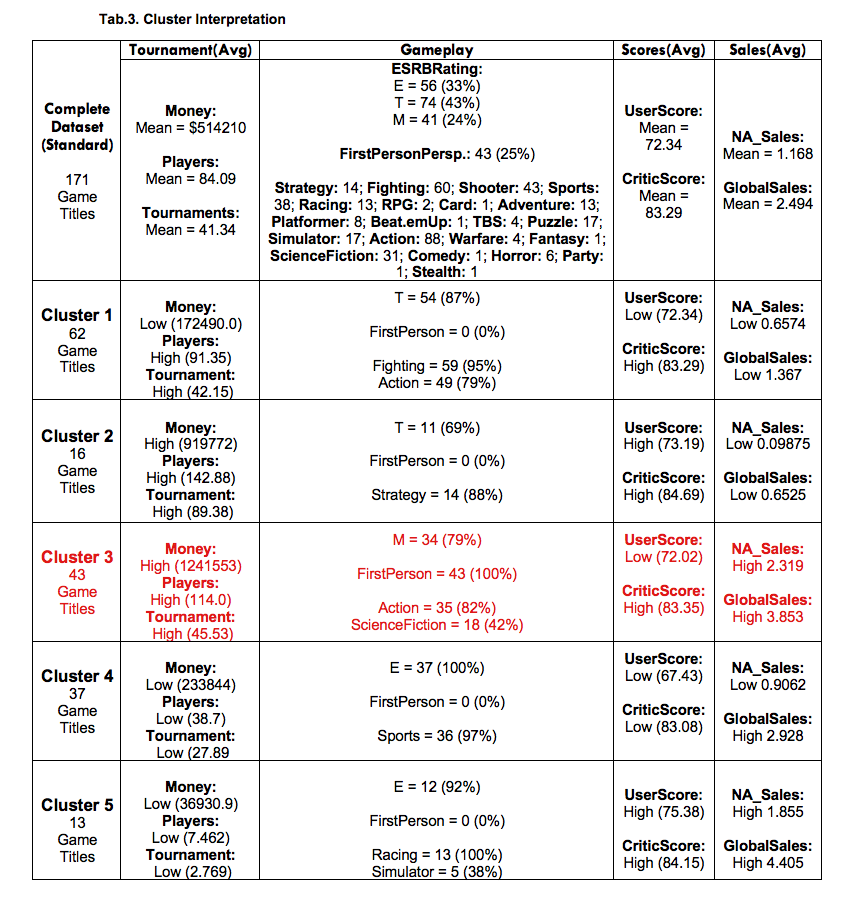 Tab.3. Cluster Interpretation
Tournament(Avg)
Gameplay
Scores(Avg)
Sales(Avg)
Complete
Dataset
(Standard)
171
Game
Titles
Money:
Mean = $514210
Players:
Mean = 84.09
Tournaments:
Mean = 41.34
ESRBRating:
E = 56 (33%)
T = 74 (43%)
M = 41 (24%)
FirstPersonPersp.: 43 (25%)
Strategy: 14; Fighting: 60; Shooter: 43; Sports:
38; Racing: 13; RPG: 2; Card: 1; Adventure: 13;
Platformer: 8; Beat.emUp: 1; TBS: 4; Puzzle: 17;
Simulator: 17; Action: 88; Warfare: 4; Fantasy: 1;
ScienceFiction: 31; Comedy: 1; Horror: 6; Party:
1; Stealth: 1
UserScore:
Mean =
72.34
CriticScore:
Mean =
83.29
NA_Sales:
Mean = 1.168
GlobalSales:
Mean = 2.494
Cluster 1
62
Game
Titles
Money:
Low (172490.0)
Players:
High (91.35)
Tournament:
High (42.15)
T = 54 (87%)
FirstPerson = 0 (0%)
Fighting = 59 (95%)
Action = 49 (79%)
UserScore:
Low (72.34)
CriticScore:
High (83.29)
NA_Sales:
Low 0.6574
GlobalSales:
Low 1.367
Cluster 2
16
Game
Titles
Money:
High (919772)
Players:
High (142.88)
Tournament:
High (89.38)
T = 11 (69%)
FirstPerson = 0 (0%)
Strategy = 14 (88%)
UserScore:
High (73.19)
CriticScore:
High (84.69)
NA_Sales:
Low 0.09875
GlobalSales:
Low 0.6525
Cluster 3
43
Game
Titles
Money:
High (1241553)
Players:
High (114.0)
Tournament:
High (45.53)
M = 34 (79%)
FirstPerson = 43 (100%)
Action = 35 (82%)
ScienceFiction = 18 (42%)
UserScore:
Low (72.02)
CriticScore:
High (83.35)
NA_Sales:
High 2.319
GlobalSales:
High 3.853
Cluster 4
37
Game
Titles
Money:
Low (233844)
Players:
Low (38.7)
Tournament:
Low (27.89
E = 37 (100%)
FirstPerson = 0 (0%)
Sports = 36 (97%)
UserScore:
Low (67.43)
CriticScore:
Low (83.08)
NA_Sales:
Low 0.9062
GlobalSales:
High 2.928
Cluster 5
13
Game
Titles
Money:
Low (36930.9)
Players:
Low (7.462)
Tournament:
Low (2.769)
E = 12 (92%)
FirstPerson = 0 (0%)
Racing = 13 (100%)
Simulator = 5 (38%)
UserScore:
High (75.38)
CriticScore:
High (84.15)
NA_Sales:
High 1.855
GlobalSales:
High 4.405